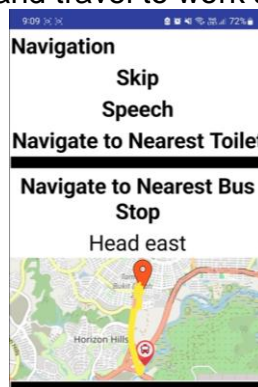 and travel to work
9:09
72%
Navigation
Skip
Speech
Navigate to Nearest Toilet
Navigate to Nearest Bus
Stop
Head east
Horizon Hills